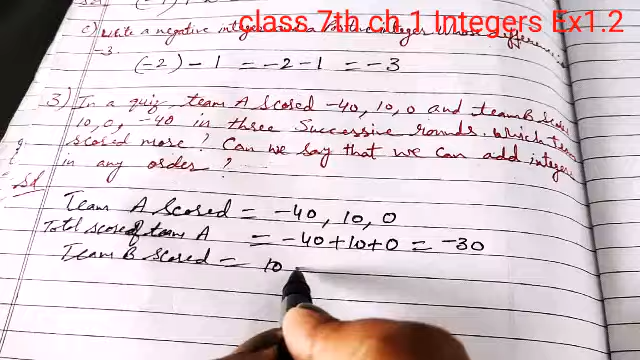 class 7th ch 1 Integers Ex1.2
c) Write a negative integer and a Positive integer whose difference is
-3.
(-2) - 1 = -2 - 1 = -3
3) In a quiz, team A scored -40, 10, 0 and team B scores
10, 0, -40 in three successive rounds. which team
scored more? Can we say that we can add integers
in any order?
Sol
Team A Scored = -40, 10, 0
Total score of team A = -40+10+0 = -30
Team B scored = 10